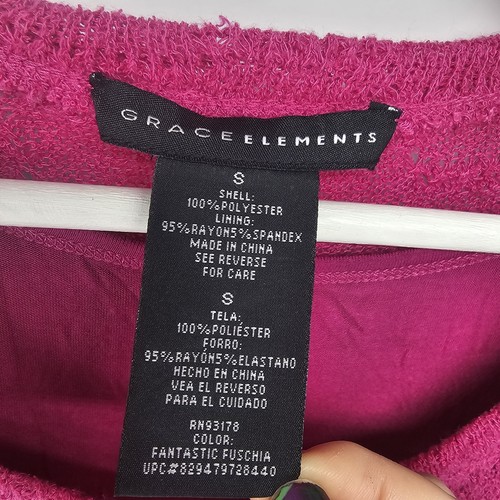 GRACE ELEMENTS
S
SHELL:
100%POLYESTER
LINING:
95%RAYON5%SPANDEX
MADE IN CHINA
SEE REVERSE
FOR CARE
S
TELA:
100%POLIÉSTER
FORRO:
95%RAYÓN5%ELASTANO
HECHO EN CHINA
VEA EL REVERSO
PARA EL CUIDADO
RN93178
COLOR:
FANTASTIC FUSCHIA
UPC#829479728440